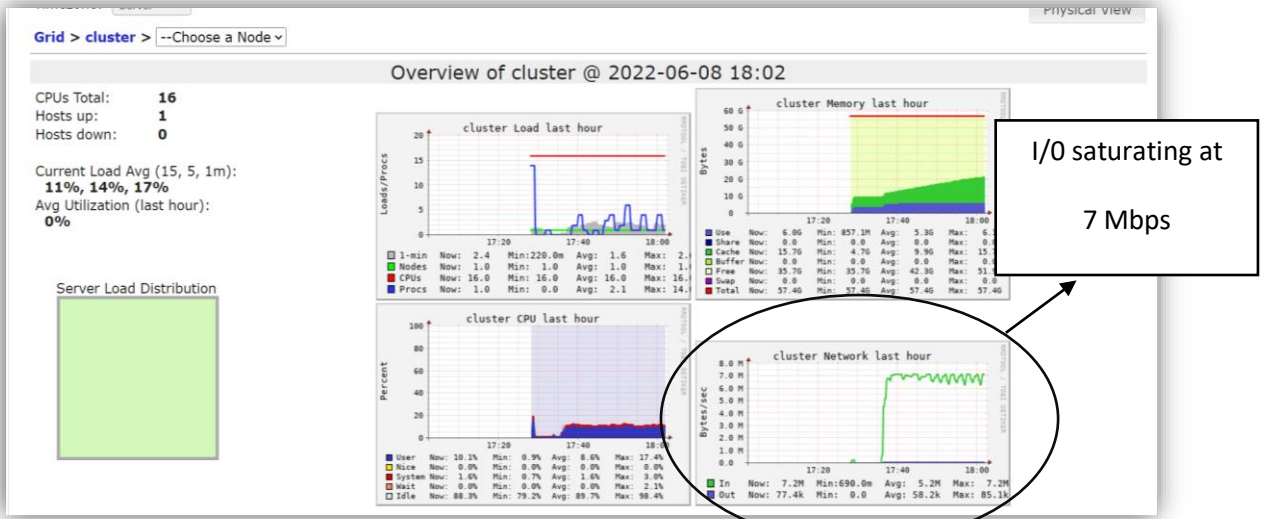 Physical View
Grid > cluster > --Choose a Node
Overview of cluster @ 2022-06-08 18:02
CPUs Total: 16
Hosts up: 1
Hosts down: 0
Current Load Avg (15, 5, 1m):
11%, 14%, 17%
Avg Utilization (last hour):
0%
Server Load Distribution
cluster Load last hour
Loads/Procs
20
15
10
5
0
17:20 17:40 18:00
1-min Now: 2.4 Min:220.0m Avg: 1.6 Max: 2.
Nodes Now: 1.0 Min: 1.0 Avg: 1.0 Max: 1.
CPUs Now: 16.0 Min: 16.0 Avg: 16.0 Max: 16.
Procs Now: 1.0 Min: 0.0 Avg: 2.1 Max: 14.
cluster Memory last hour
Bytes
60 G
50 G
40 G
30 G
20 G
10 G
0
17:20 17:40 18:00
Use Now: 6.0G Min: 857.1M Avg: 5.3G Max: 6.
Share Now: 0.0 Min: 0.0 Avg: 0.0 Max: 0.
Cache Now: 15.7G Min: 4.7G Avg: 9.9G Max: 15.
Buffer Now: 0.0 Min: 0.0 Avg: 0.0 Max: 0.
Free Now: 35.7G Min: 35.7G Avg: 42.3G Max: 51.
Swap Now: 0.0 Min: 0.0 Avg: 0.0 Max: 0.0
Total Now: 57.4G Min: 57.4G Avg: 57.4G Max: 57.4G
cluster CPU last hour
Percent
100
80
60
40
20
0
17:20 17:40 18:00
User Now: 10.1% Min: 0.9% Avg: 8.6% Max: 17.4%
Nice Now: 0.0% Min: 0.0% Avg: 0.0% Max: 0.0%
System Now: 1.6% Min: 0.7% Avg: 1.6% Max: 3.0%
Wait Now: 0.0% Min: 0.0% Avg: 0.0% Max: 2.1%
Idle Now: 88.3% Min: 79.2% Avg: 89.7% Max: 98.4%
cluster Network last hour
Bytes/sec
8.0 M
7.0 M
6.0 M
5.0 M
4.0 M
3.0 M
2.0 M
1.0 M
0.0
17:20 17:40 18:00
In Now: 7.2M Min:690.0m Avg: 5.2M Max: 7.2M
Out Now: 77.4k Min: 0.0 Avg: 58.2k Max: 85.1k
I/0 saturating at
7 Mbps